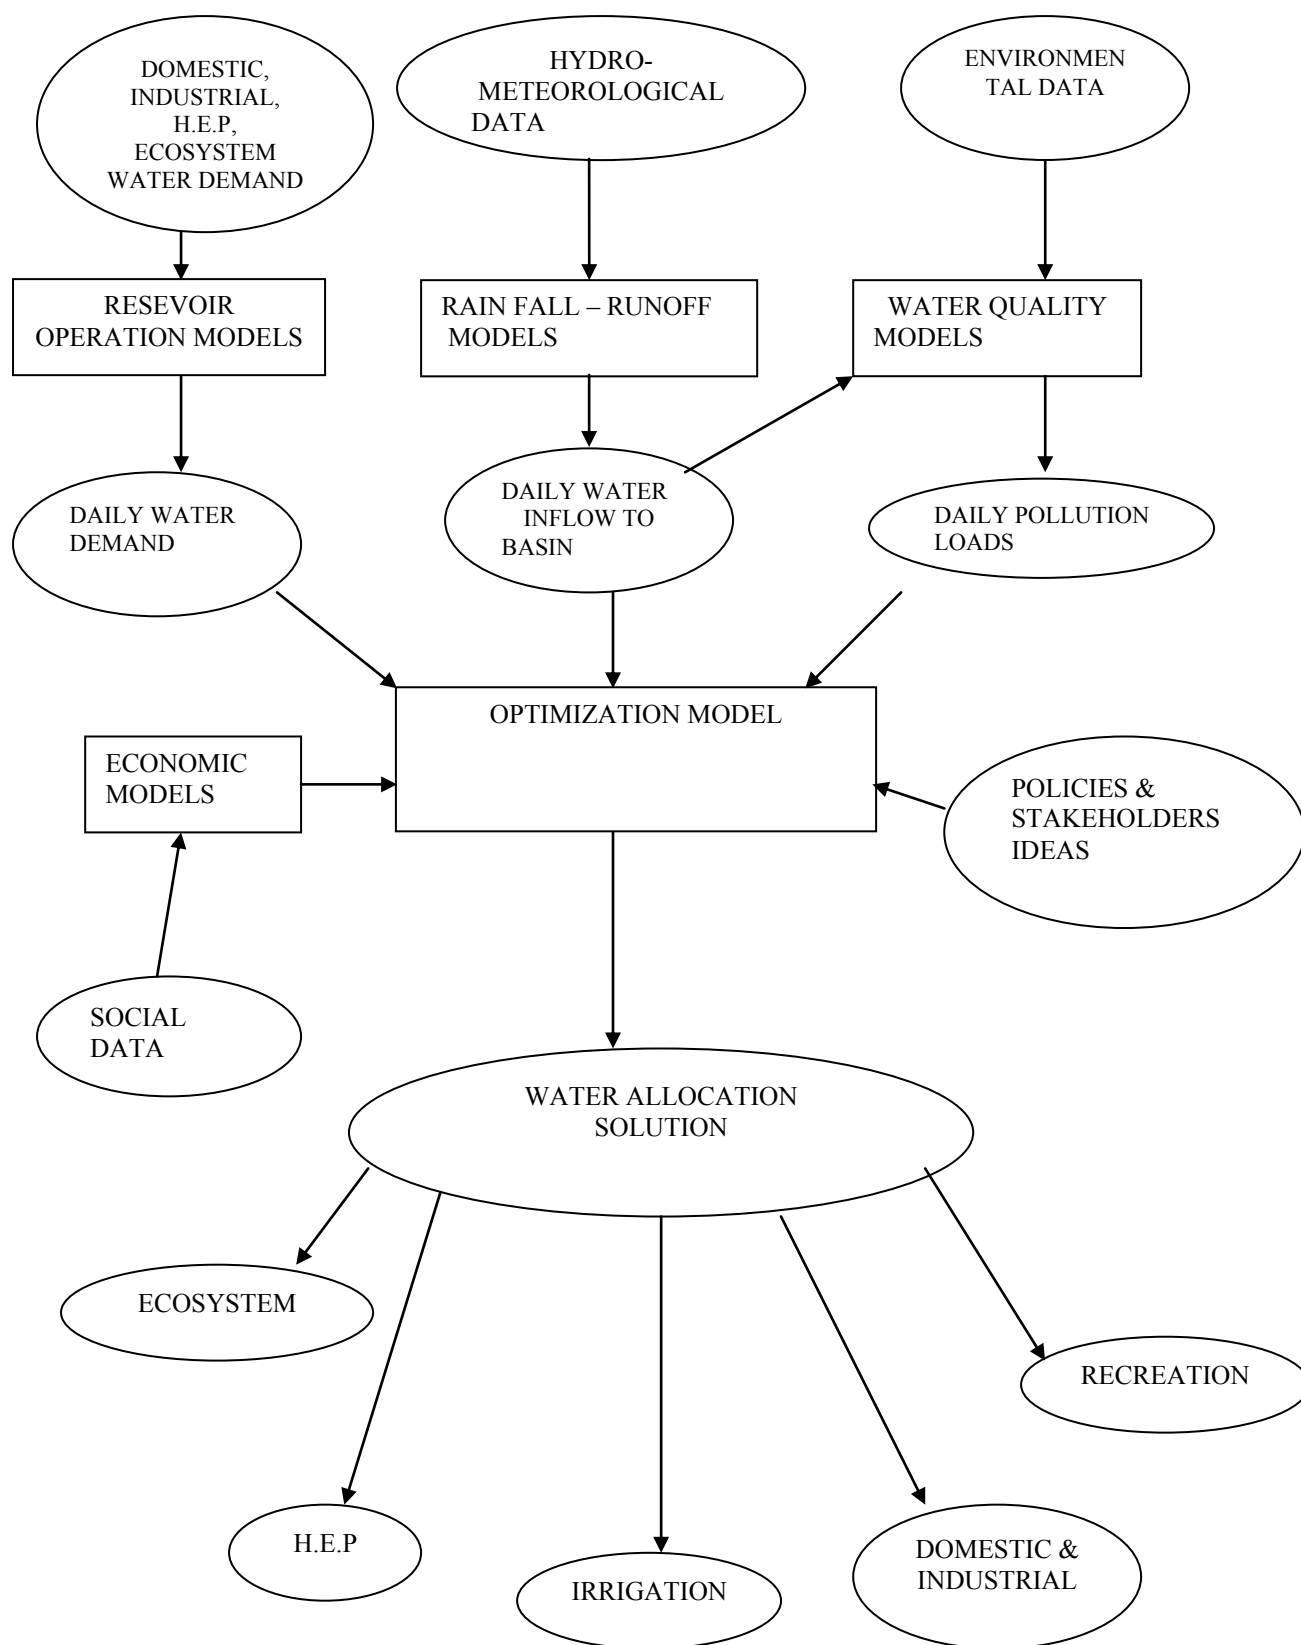 DOMESTIC,
INDUSTRIAL,
H.E.P,
ECOSYSTEM
WATER DEMAND
HYDRO-
METEOROLOGICAL
DATA
ENVIRONMEN
TAL DATA
RESEVOIR
OPERATION MODELS
RAIN FALL – RUNOFF
MODELS
WATER QUALITY
MODELS
DAILY WATER
DEMAND
DAILY WATER
INFLOW TO
BASIN
DAILY POLLUTION
LOADS
OPTIMIZATION MODEL
ECONOMIC
MODELS
POLICIES &
STAKEHOLDERS
IDEAS
SOCIAL
DATA
WATER ALLOCATION
SOLUTION
ECOSYSTEM
RECREATION
H.E.P
IRRIGATION
DOMESTIC &
INDUSTRIAL